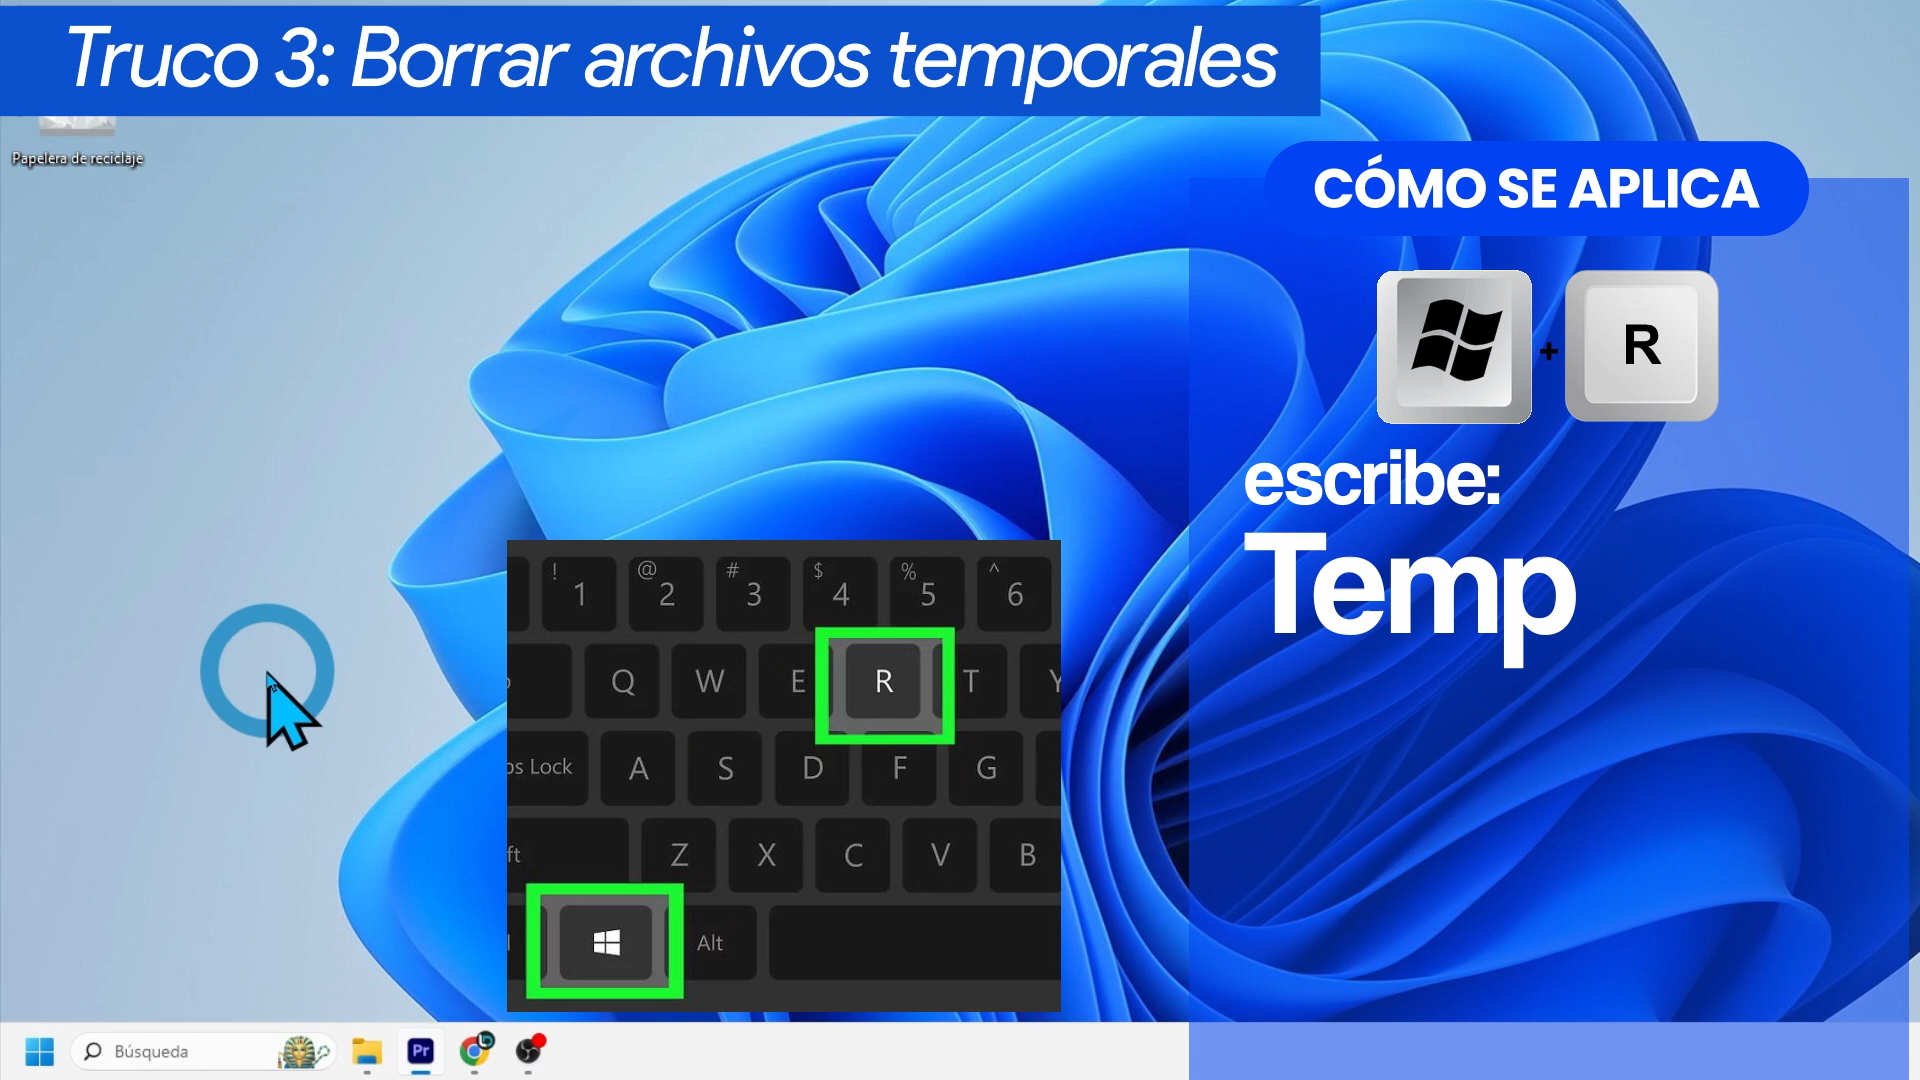 Truco 3: Borrar archivos temporales
Papelera de reciclaje
CÓMO SE APLICA
+ R
escribe:
Temp
! 1 @ 2 # 3 $ 4 % 5 ^ 6
Q W E R T Y
ps Lock A S D F G
ft Z X C V B
Alt
Búsqueda
Pr